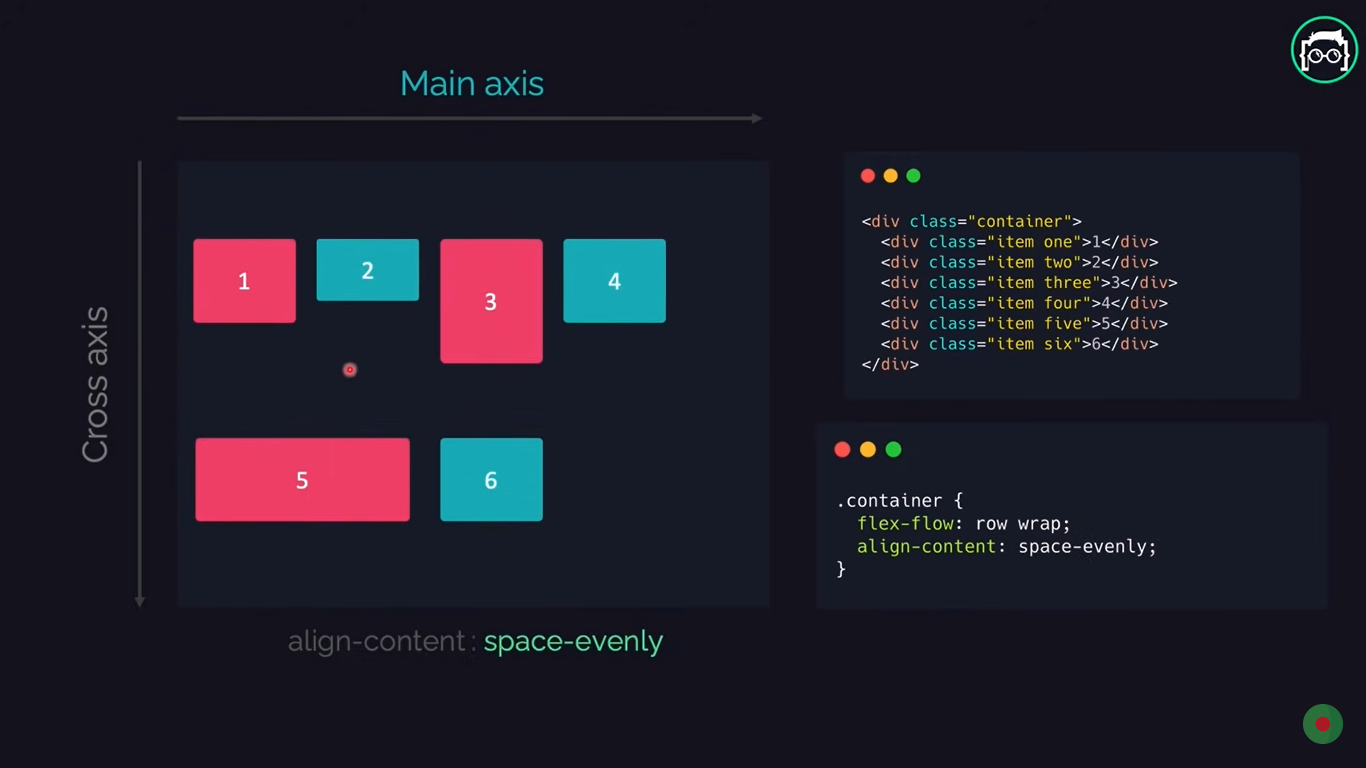 Main axis
Cross axis
1
2
3
4
5
6
align-content : space-evenly
<div class="container">
  <div class="item one">1</div>
  <div class="item two">2</div>
  <div class="item three">3</div>
  <div class="item four">4</div>
  <div class="item five">5</div>
  <div class="item six">6</div>
</div>
.container {
  flex-flow: row wrap;
  align-content: space-evenly;
}